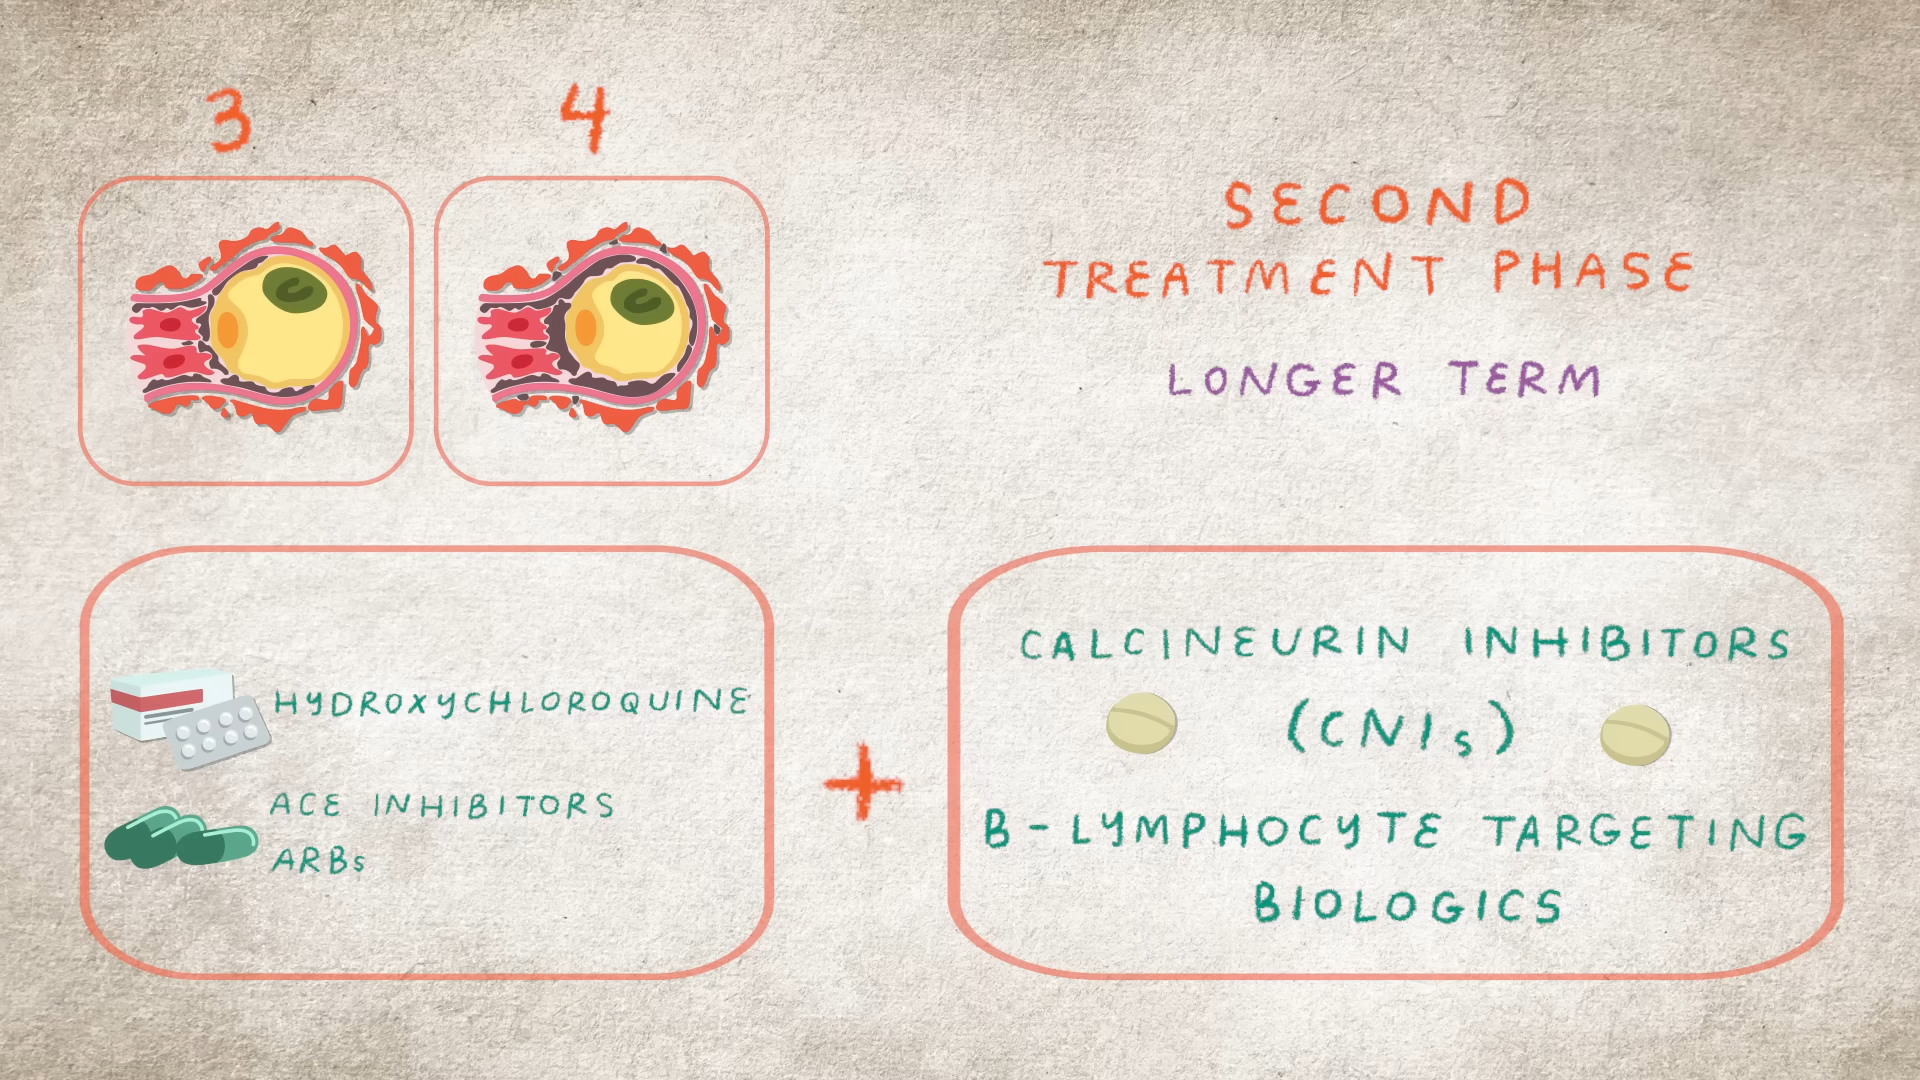 3
4
SECOND
TREATMENT PHASE
LONGER TERM
HYDROXYCHLOROQUINE
ACE INHIBITORS
ARBs
+
CALCINEURIN INHIBITORS
(CNIs)
B-LYMPHOCYTE TARGETING
BIOLOGICS